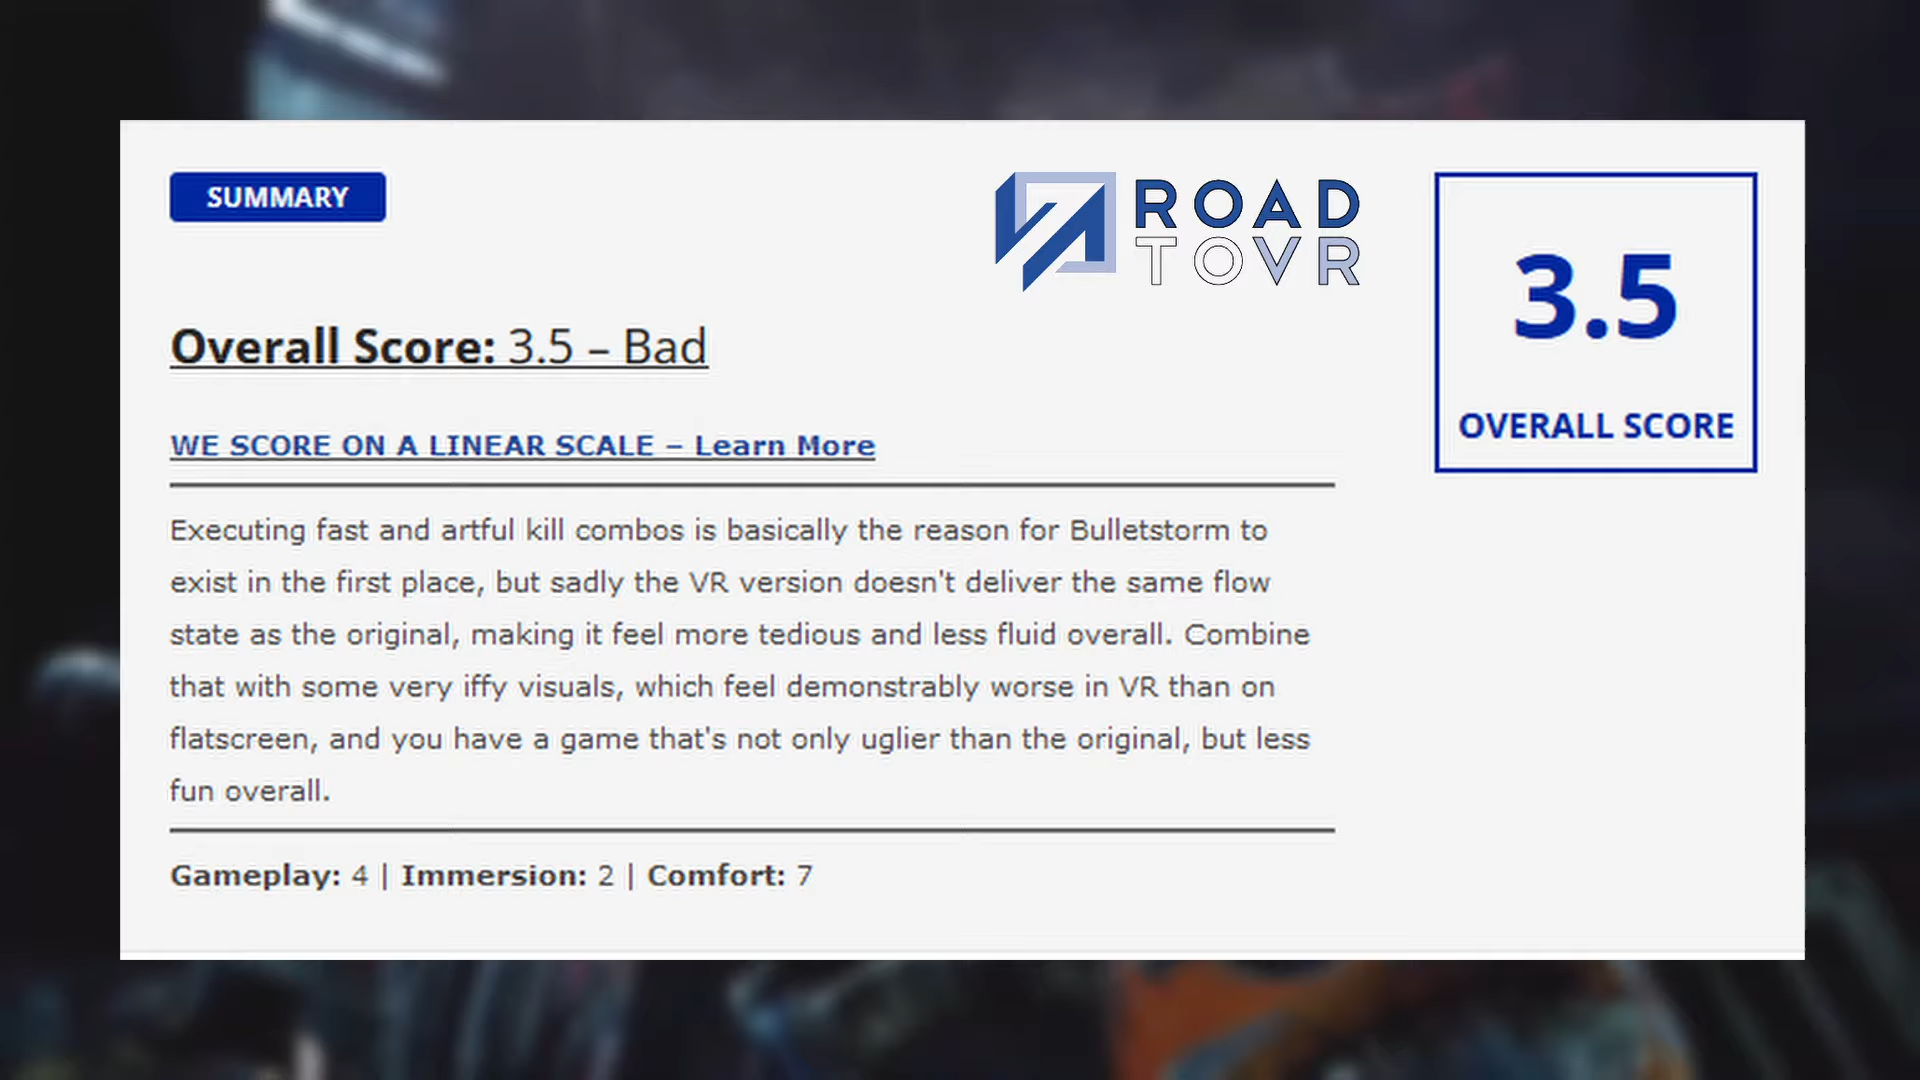 SUMMARY
ROAD
TOVR
3.5
OVERALL SCORE
Overall Score: 3.5 – Bad
WE SCORE ON A LINEAR SCALE – Learn More
Executing fast and artful kill combos is basically the reason for Bulletstorm to
exist in the first place, but sadly the VR version doesn't deliver the same flow
state as the original, making it feel more tedious and less fluid overall. Combine
that with some very iffy visuals, which feel demonstrably worse in VR than on
flatscreen, and you have a game that's not only uglier than the original, but less
fun overall.
Gameplay: 4 | Immersion: 2 | Comfort: 7